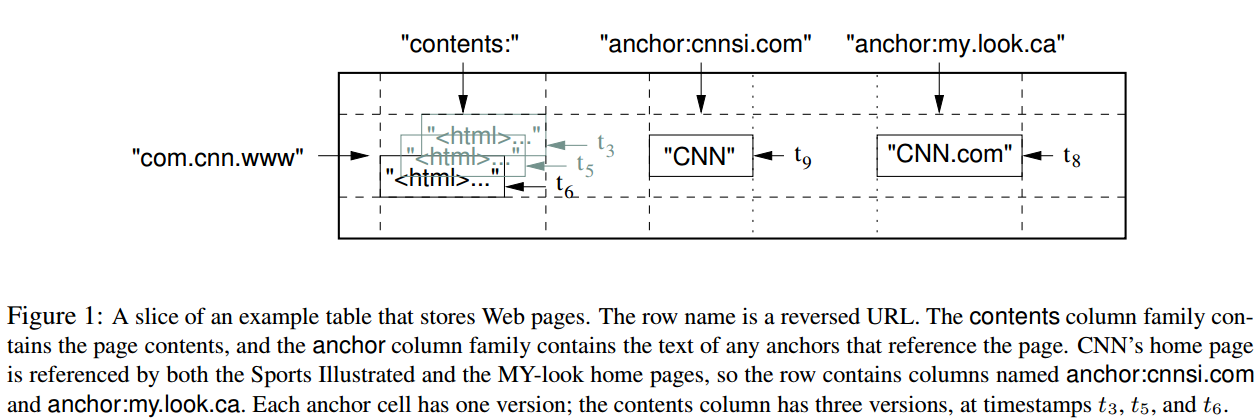 "contents:" "anchor:cnnsi.com" "anchor:my.look.ca"
"<html>..." t3
"com.cnn.www" "<html>..." t5 "CNN" t9 "CNN.com" t8
"<html>..." t6
Figure 1: A slice of an example table that stores Web pages. The row name is a reversed URL. The contents column family con-
tains the page contents, and the anchor column family contains the text of any anchors that reference the page. CNN's home page
is referenced by both the Sports Illustrated and the MY-look home pages, so the row contains columns named anchor:cnnsi.com
and anchor:my.look.ca. Each anchor cell has one version; the contents column has three versions, at timestamps t3, t5, and t6.